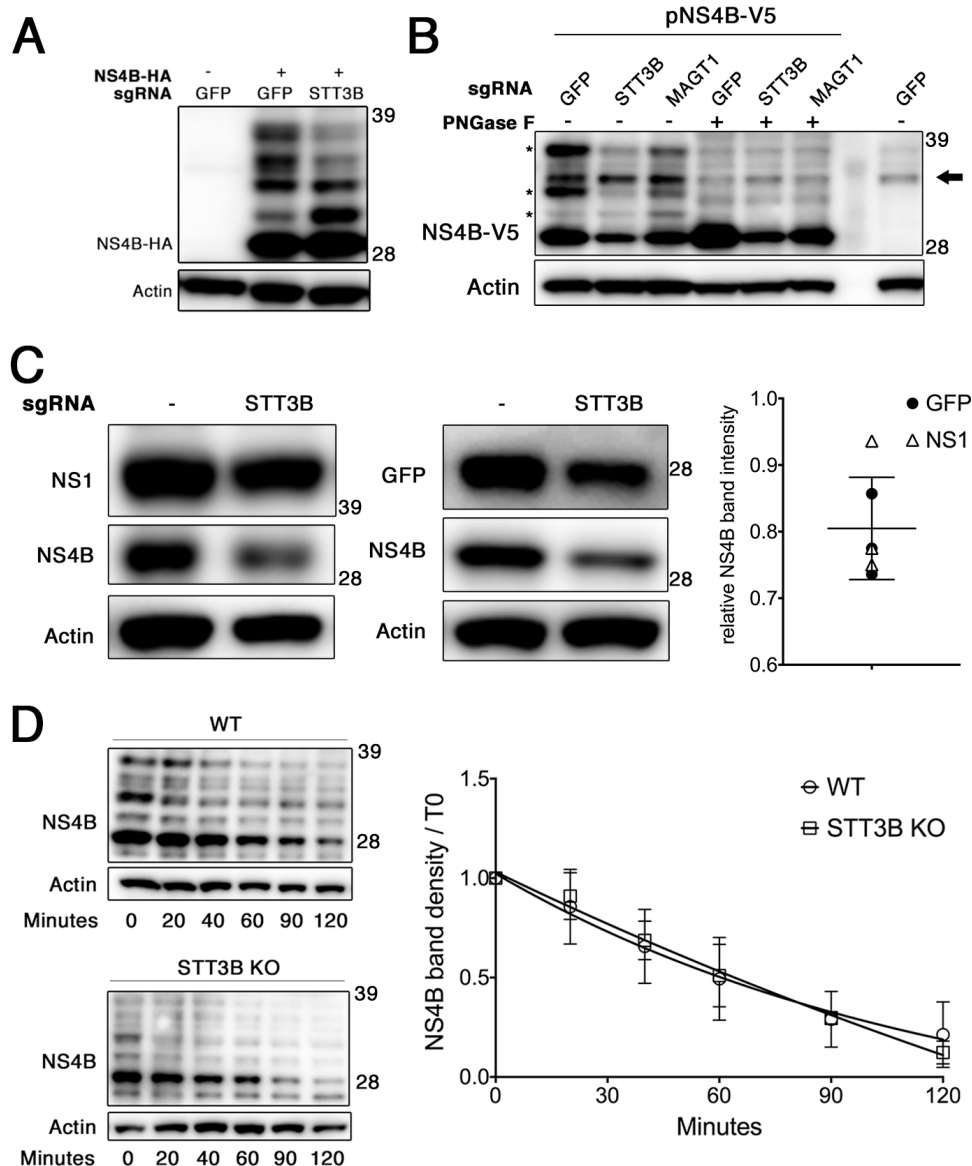 A
NS4B-HA - + +
sgRNA GFP GFP STT3B
39
NS4B-HA
28
Actin
B
pNS4B-V5
sgRNA GFP STT3B MAGT1 GFP STT3B MAGT1 GFP
PNGase F - - - + + + -
39
*
*
*
NS4B-V5
28
Actin
C
sgRNA - STT3B
NS1
39
NS4B
28
Actin
- STT3B
GFP
28
NS4B
28
Actin
relative NS4B band intensity
1.0
0.9
0.8
0.7
0.6
GFP
NS1
D
WT
39
NS4B
28
Actin
Minutes 0 20 40 60 90 120
STT3B KO
39
NS4B
28
Actin
Minutes 0 20 40 60 90 120
NS4B band density / T0
1.5
1.0
0.5
0.0
0 30 60 90 120
Minutes
WT
STT3B KO